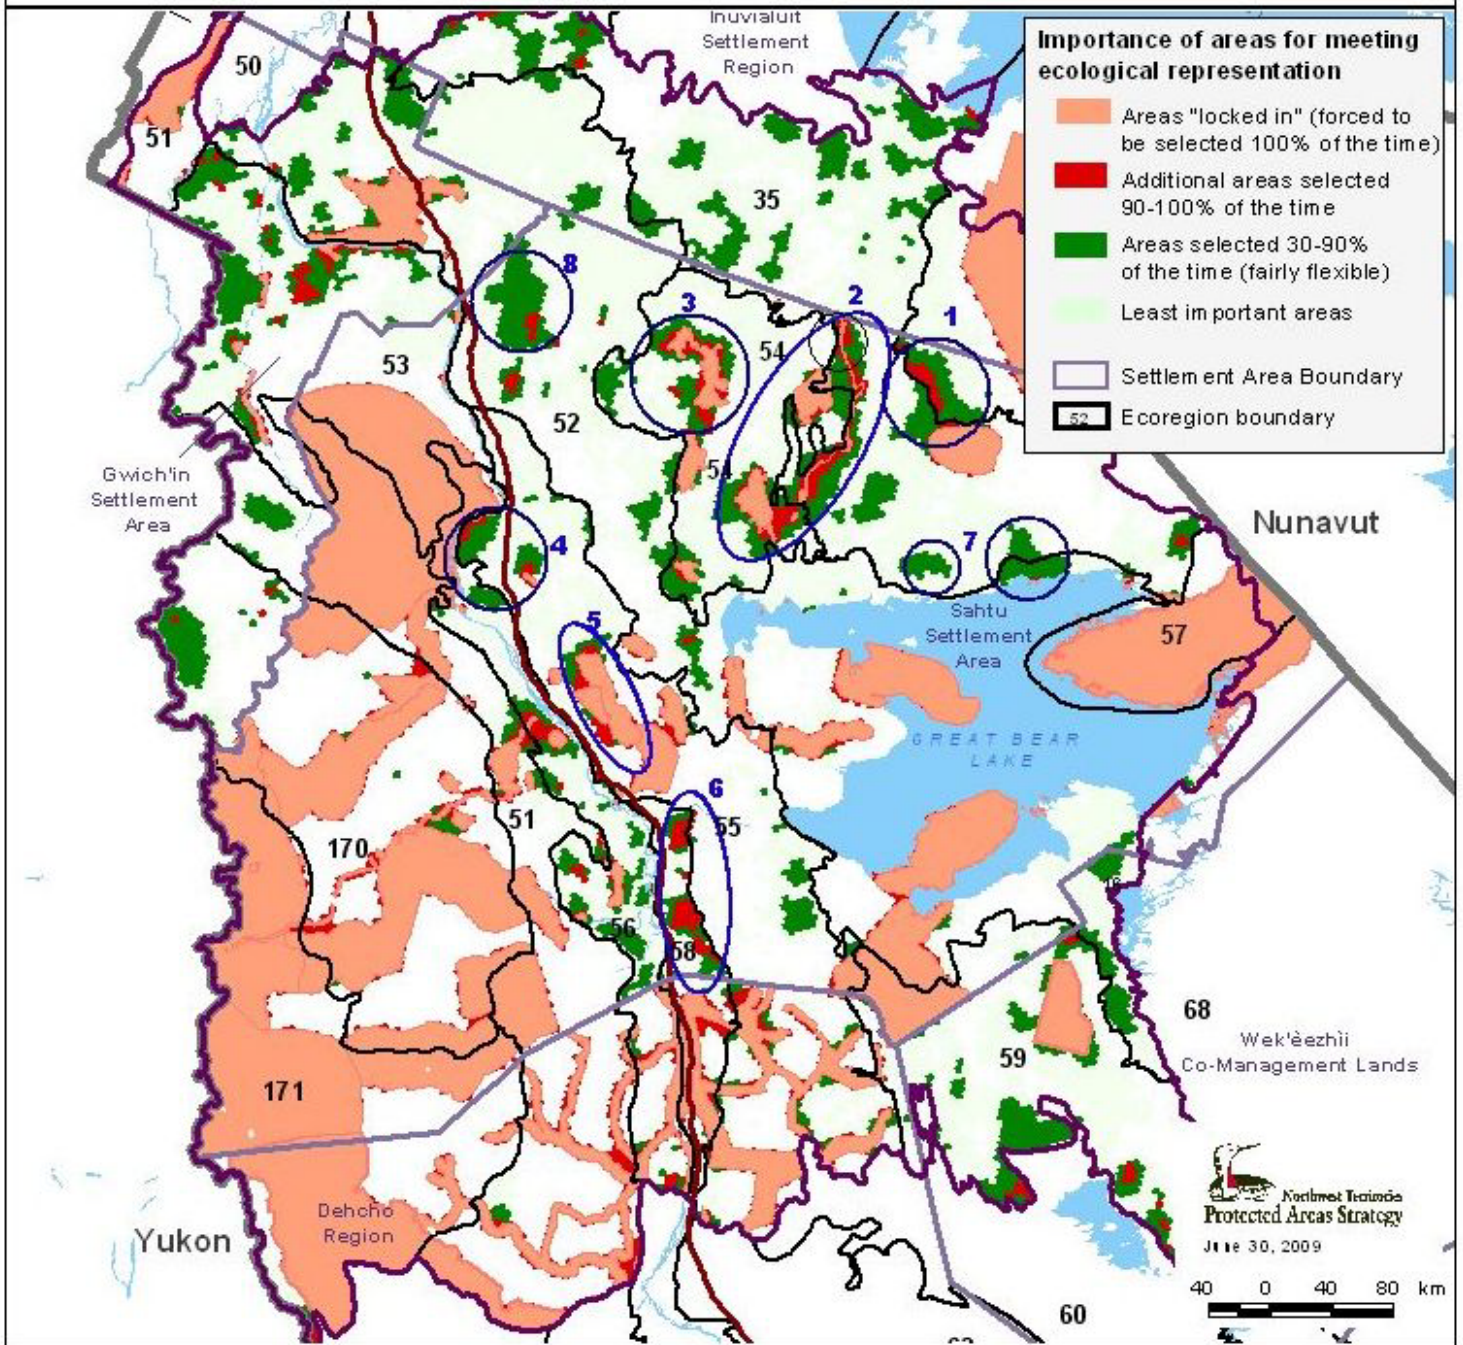 Inuvialuit
Settlement
Region
Importance of areas for meeting
ecological representation
Areas "locked in" (forced to
be selected 100% of the time)
Additional areas selected
90-100% of the time
Areas selected 30-90%
of the time (fairly flexible)
Least important areas
Settlement Area Boundary
52
Ecoregion boundary
50
51
35
8
3
2
1
54
53
52
54
Gwich'in
Settlement
Area
Nunavut
4
7
Sahtu
Settlement
Area
5
57
GREAT BEAR
LAKE
6
55
51
170
56
58
68
Wek'èezhìi
Co-Management Lands
59
171
Dehcho
Region
Yukon
Northwest Territories
Protected Areas Strategy
June 30, 2009
40 0 40 80 km
60